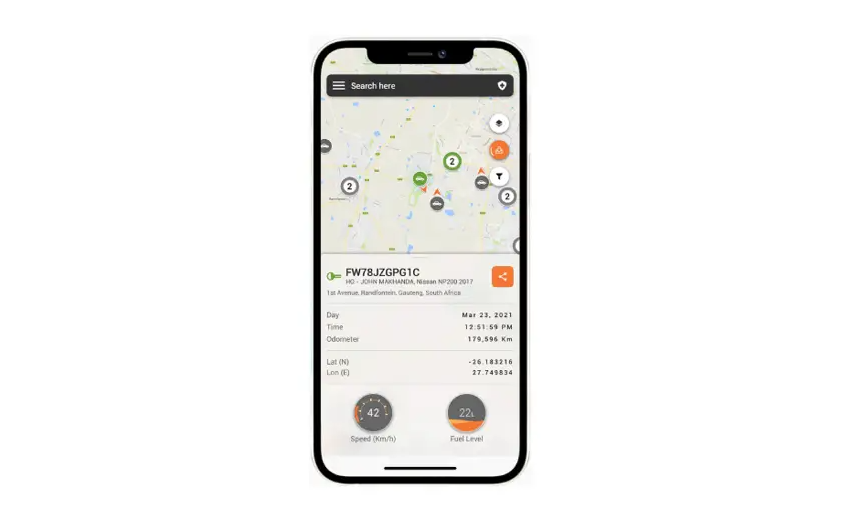 Search here
2
2
2
FW78JZGPG1C
HO - JOHN MAKHANDA, Nissan NP200 2017
1st Avenue, Randfontein, Gauteng, South Africa
Day Mar 23, 2021
Time 12:51:59 PM
Odometer 179,596 Km
Lat (N) -26.183216
Lon (E) 27.749834
42 22L
Speed (Km/h) Fuel Level